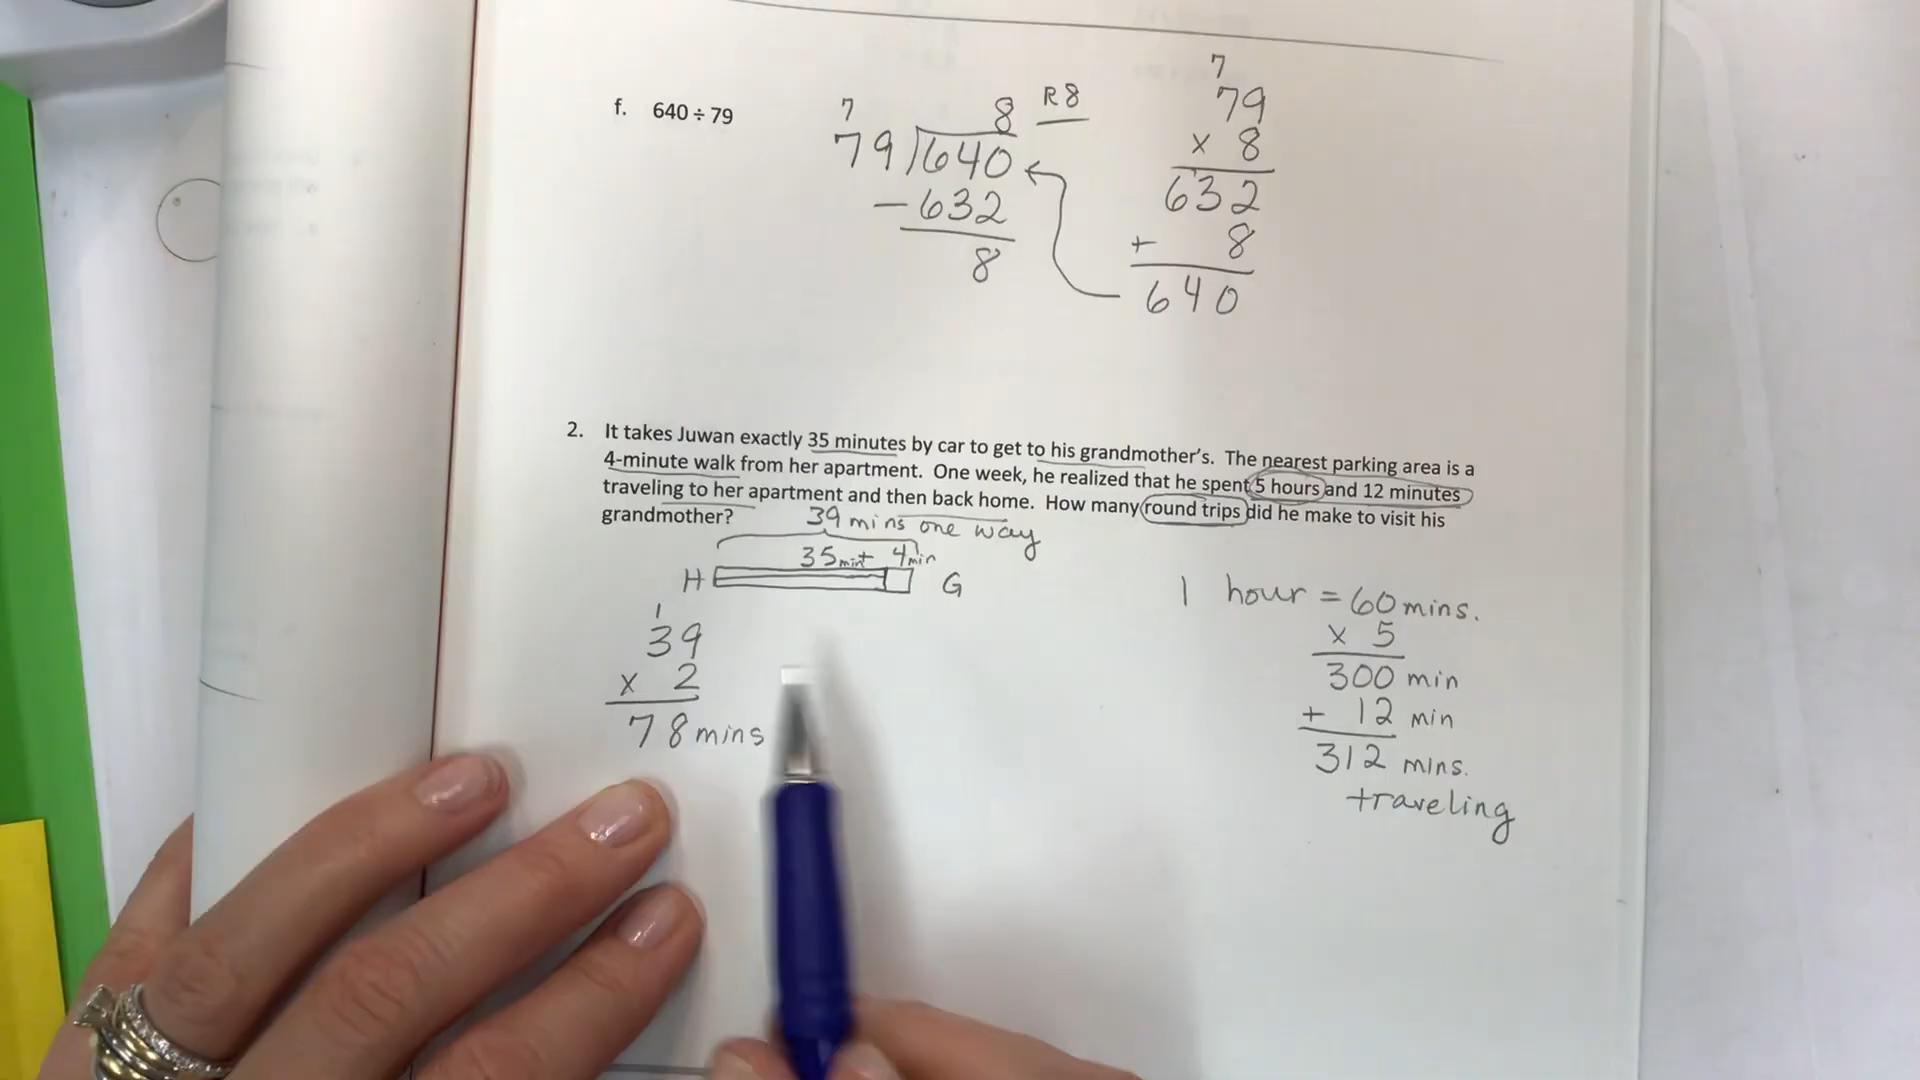 f. 640 ÷ 79
7
8 R8
79 640
- 632
8
7
79
x 8
632
+ 8
640
2. It takes Juwan exactly 35 minutes by car to get to his grandmother's. The nearest parking area is a
4-minute walk from her apartment. One week, he realized that he spent 5 hours and 12 minutes
traveling to her apartment and then back home. How many round trips did he make to visit his
grandmother?
39 mins one way
35 min + 4 min
H G
1
39
x 2
78 mins
1 hour = 60 mins.
x 5
300 min
+ 12 min
312 mins.
traveling